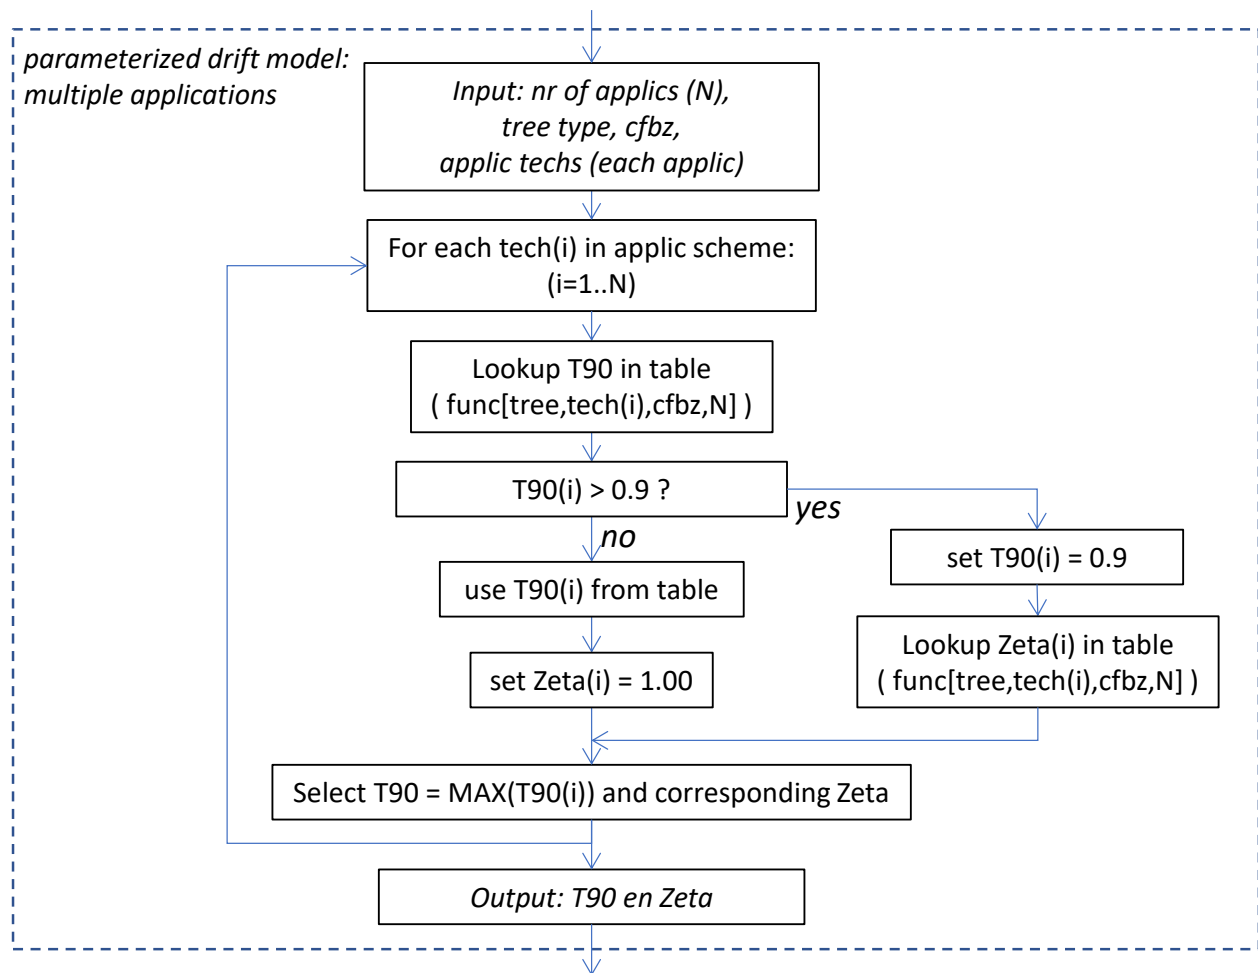 parameterized drift model:
multiple applications
Input: nr of applics (N),
tree type, cfbz,
applic techs (each applic)
For each tech(i) in applic scheme:
(i=1..N)
Lookup T90 in table
( func[tree,tech(i),cfbz,N] )
T90(i) > 0.9 ?
yes
no
set T90(i) = 0.9
use T90(i) from table
Lookup Zeta(i) in table
( func[tree,tech(i),cfbz,N] )
set Zeta(i) = 1.00
Select T90 = MAX(T90(i)) and corresponding Zeta
Output: T90 en Zeta